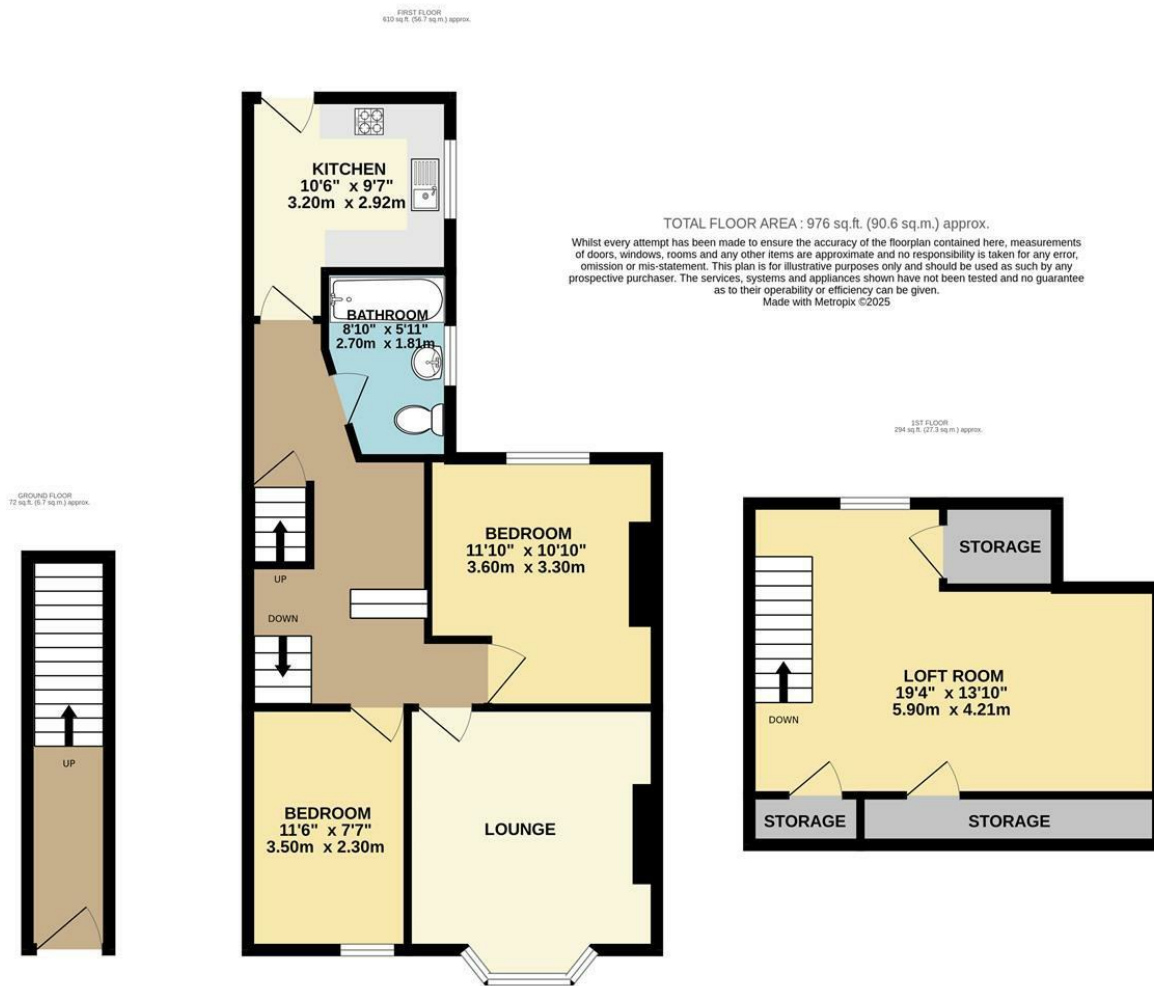 FIRST FLOOR
610 sq.ft. (56.7 sq.m.) approx.
KITCHEN
10'6" x 9'7"
3.20m x 2.92m
BATHROOM
8'10" x 5'11"
2.70m x 1.81m
UP
DOWN
BEDROOM
11'10" x 10'10"
3.60m x 3.30m
BEDROOM
11'6" x 7'7"
3.50m x 2.30m
LOUNGE
TOTAL FLOOR AREA : 976 sq.ft. (90.6 sq.m.) approx.
Whilst every attempt has been made to ensure the accuracy of the floorplan contained here, measurements
of doors, windows, rooms and any other items are approximate and no responsibility is taken for any error,
omission or mis-statement. This plan is for illustrative purposes only and should be used as such by any
prospective purchaser. The services, systems and appliances shown have not been tested and no guarantee
as to their operability or efficiency can be given.
Made with Metropix ©2025
GROUND FLOOR
72 sq.ft. (6.7 sq.m.) approx.
UP
1ST FLOOR
294 sq.ft. (27.3 sq.m.) approx.
STORAGE
LOFT ROOM
19'4" x 13'10"
5.90m x 4.21m
DOWN
STORAGE
STORAGE